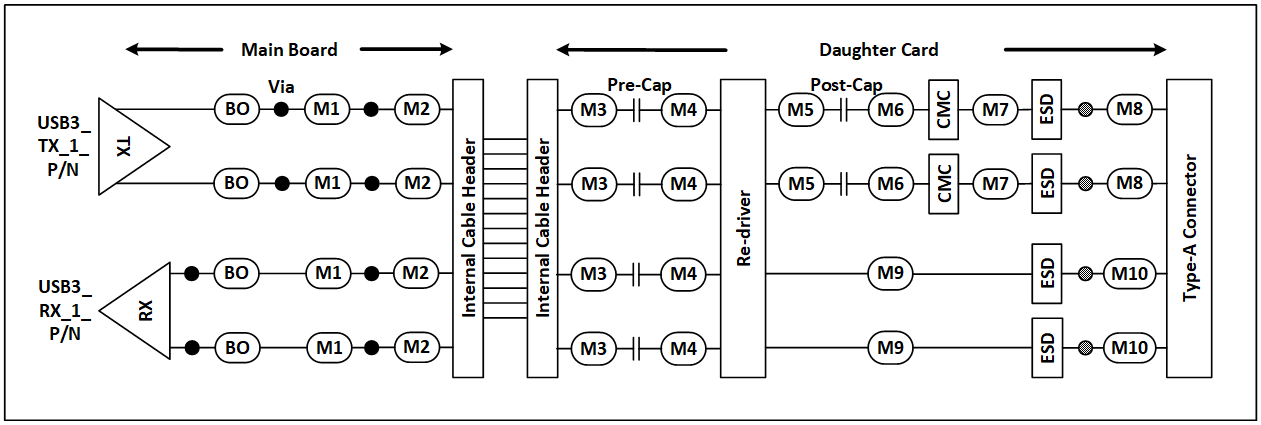 Main Board
Daughter Card
Via
Pre-Cap
Post-Cap
USB3_
TX_1_
P/N
TX
BO
M1
M2
M3
M4
M5
M6
CMC
M7
ESD
M8
BO
M1
M2
M3
M4
M5
M6
CMC
M7
ESD
M8
Internal Cable Header
Internal Cable Header
Re-driver
Type-A Connector
USB3_
RX_1_
P/N
RX
BO
M1
M2
M3
M4
M9
ESD
M10
BO
M1
M2
M3
M4
M9
ESD
M10